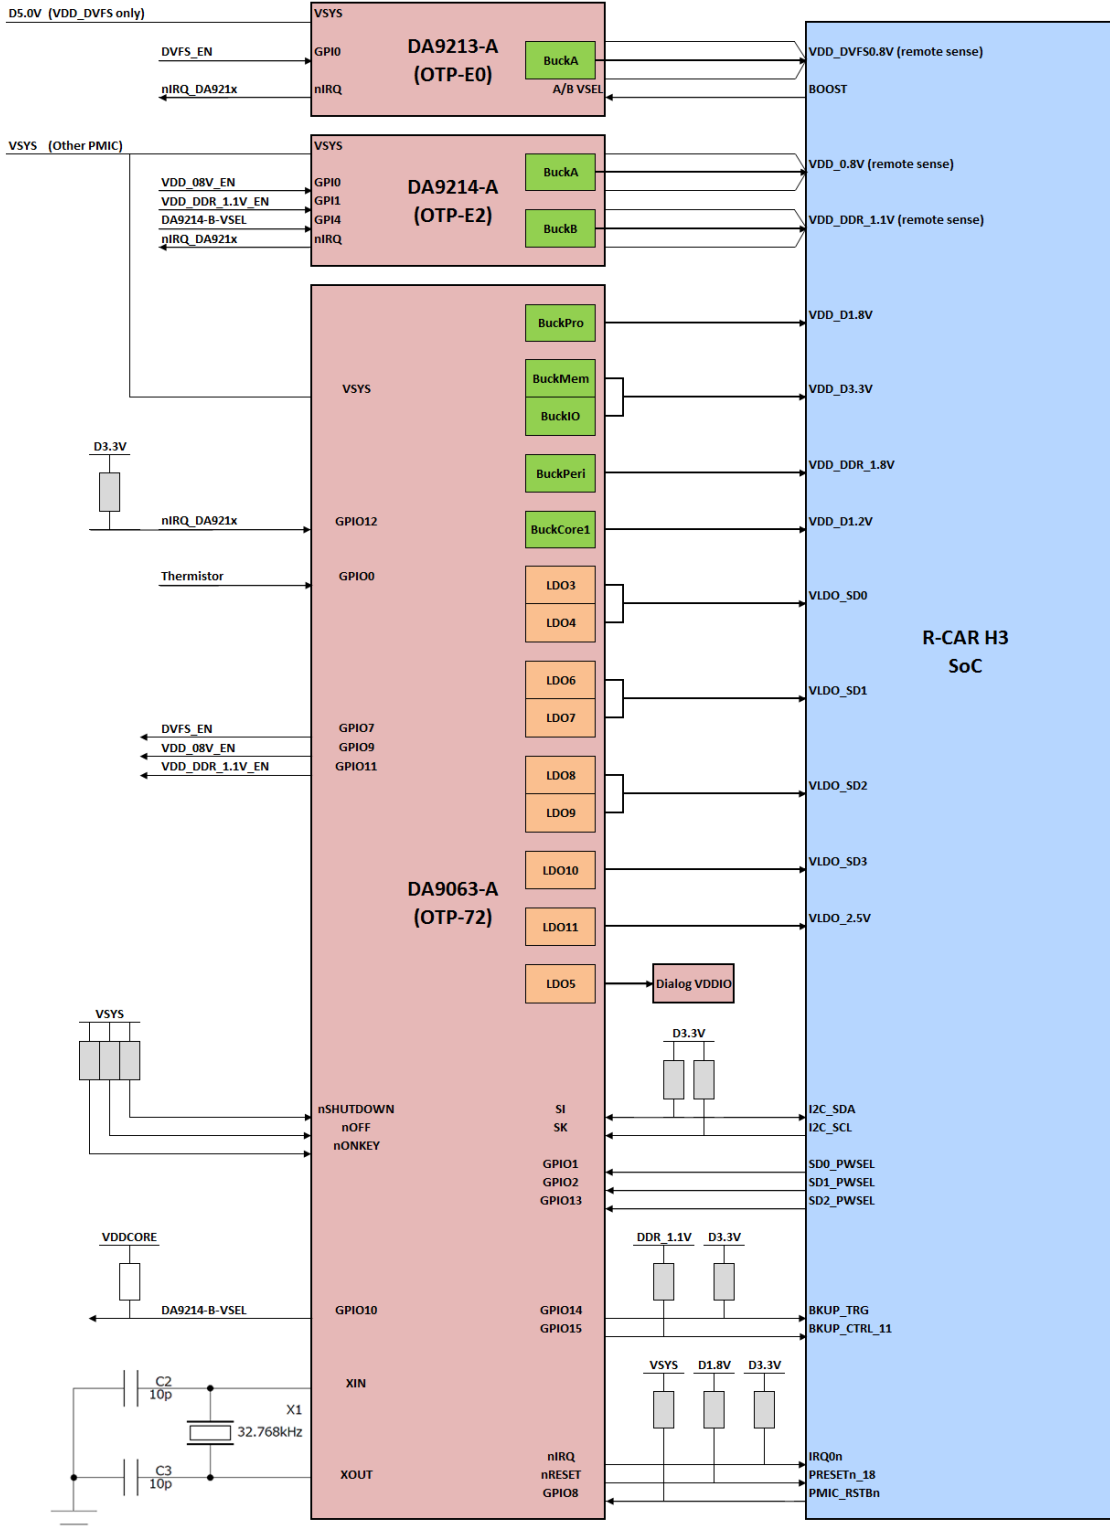 D5.0V (VDD_DVFS only)
VSYS
DVFS_EN
GPI0
nIRQ_DA921x
nIRQ
DA9213-A
(OTP-E0)
BuckA
A/B VSEL
VDD_DVFS0.8V (remote sense)
BOOST
VSYS (Other PMIC)
VSYS
VDD_08V_EN
GPI0
VDD_DDR_1.1V_EN
GPI1
DA9214-B-VSEL
GPI4
nIRQ_DA921x
nIRQ
DA9214-A
(OTP-E2)
BuckA
BuckB
VDD_0.8V (remote sense)
VDD_DDR_1.1V (remote sense)
BuckPro
VDD_D1.8V
VSYS
BuckMem
BuckIO
VDD_D3.3V
D3.3V
BuckPeri
VDD_DDR_1.8V
nIRQ_DA921x
GPIO12
BuckCore1
VDD_D1.2V
Thermistor
GPIO0
LDO3
LDO4
VLDO_SD0
R-CAR H3
SoC
LDO6
LDO7
VLDO_SD1
DVFS_EN
GPIO7
VDD_08V_EN
GPIO9
VDD_DDR_1.1V_EN
GPIO11
LDO8
LDO9
VLDO_SD2
DA9063-A
(OTP-72)
LDO10
VLDO_SD3
LDO11
VLDO_2.5V
LDO5
Dialog VDDIO
VSYS
D3.3V
nSHUTDOWN
nOFF
nONKEY
SI
SK
I2C_SDA
I2C_SCL
GPIO1
GPIO2
GPIO13
SD0_PWSEL
SD1_PWSEL
SD2_PWSEL
VDDCORE
DDR_1.1V
D3.3V
DA9214-B-VSEL
GPIO10
GPIO14
GPIO15
BKUP_TRG
BKUP_CTRL_11
VSYS
D1.8V
D3.3V
C2
10p
XIN
X1
32.768kHz
C3
10p
XOUT
nIRQ
nRESET
GPIO8
IRQ0n
PRESETn_18
PMIC_RSTBn